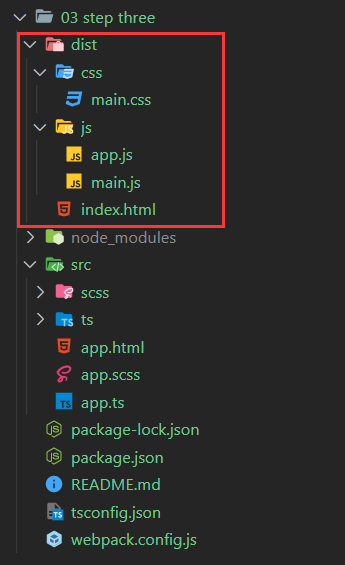 03 step three
dist
css
main.css
js
app.js
main.js
index.html
node_modules
src
scss
ts
app.html
app.scss
app.ts
package-lock.json
package.json
README.md
tsconfig.json
webpack.config.js